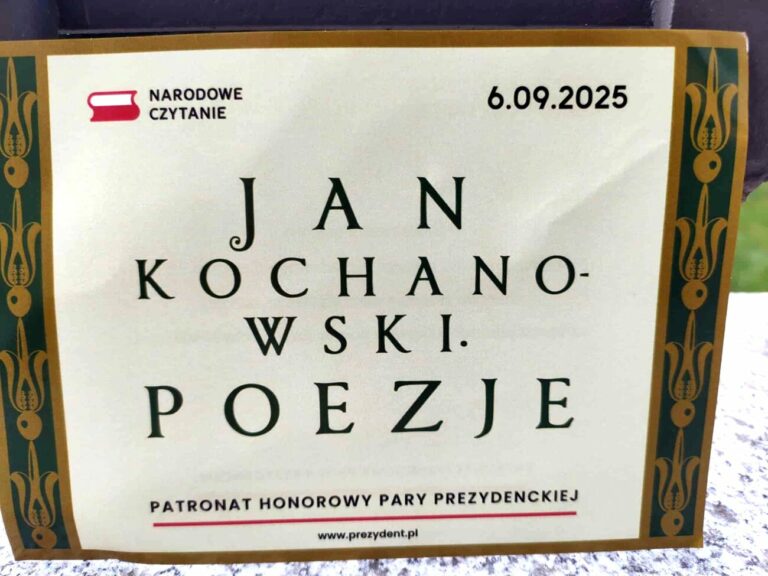 NARODOWE
CZYTANIE
6.09.2025
JAN
KOCHANO-
WSKI.
POEZJE
PATRONAT HONOROWY PARY PREZYDENCKIEJ
www.prezydent.pl